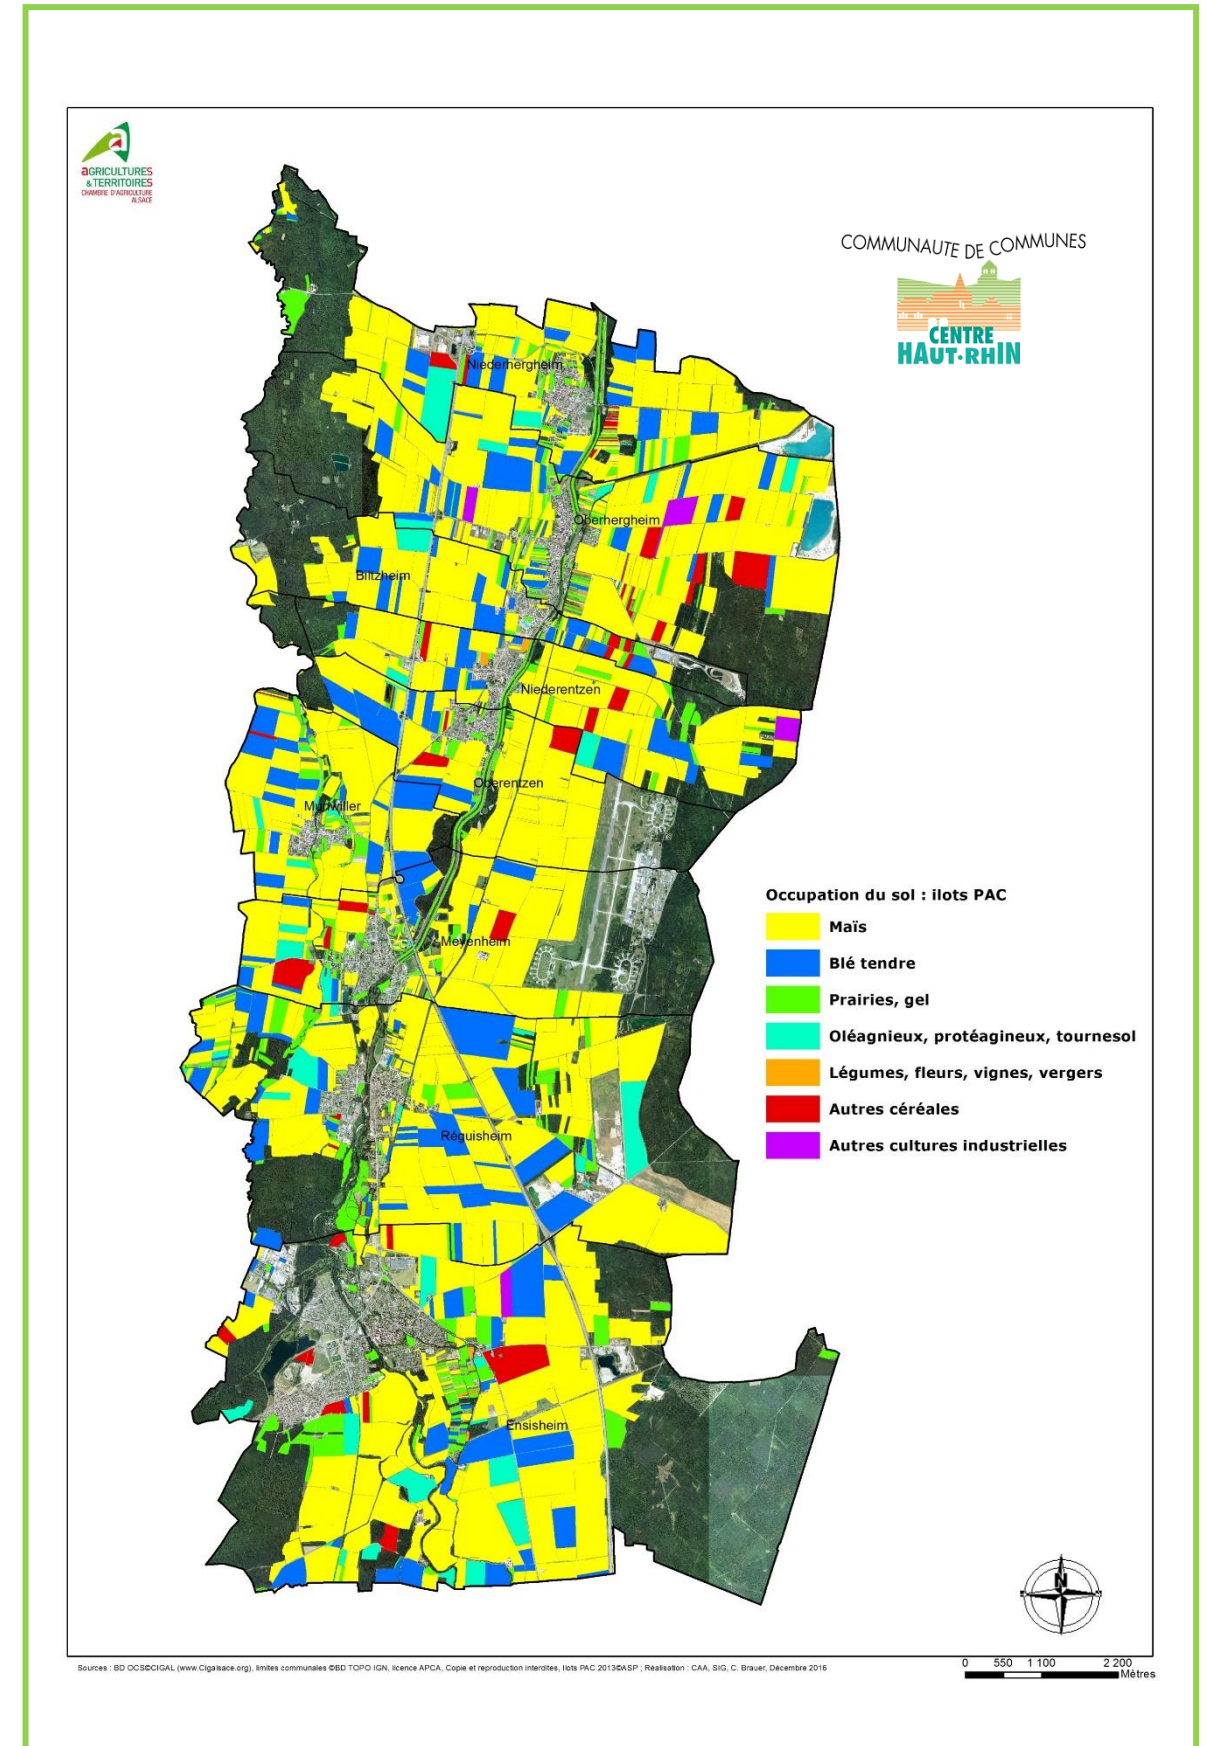 aGRICULTURES
& TERRITOIRES
CHAMBRE D'AGRICULTURE
ALSACE
COMMUNAUTE DE COMMUNES
CENTRE
HAUT-RHIN
Niederhergheim
Oberhergheim
Biltzheim
Niederentzen
Oberentzen
Munwiller
Meyenheim
Réguisheim
Ensisheim
Occupation du sol : ilots PAC
Maïs
Blé tendre
Prairies, gel
Oléagnieux, protéagineux, tournesol
Légumes, fleurs, vignes, vergers
Autres céréales
Autres cultures industrielles
N
Sources : BD OCS©CIGAL (www.Cigalsace.org), limites communales ©BD TOPO IGN, licence APCA, Copie et reproduction interdites, Ilots PAC 2013©ASP ; Réalisation : CAA, SIG, C. Brauer, Décembre 2016
0 550 1 100 2 200
Mètres